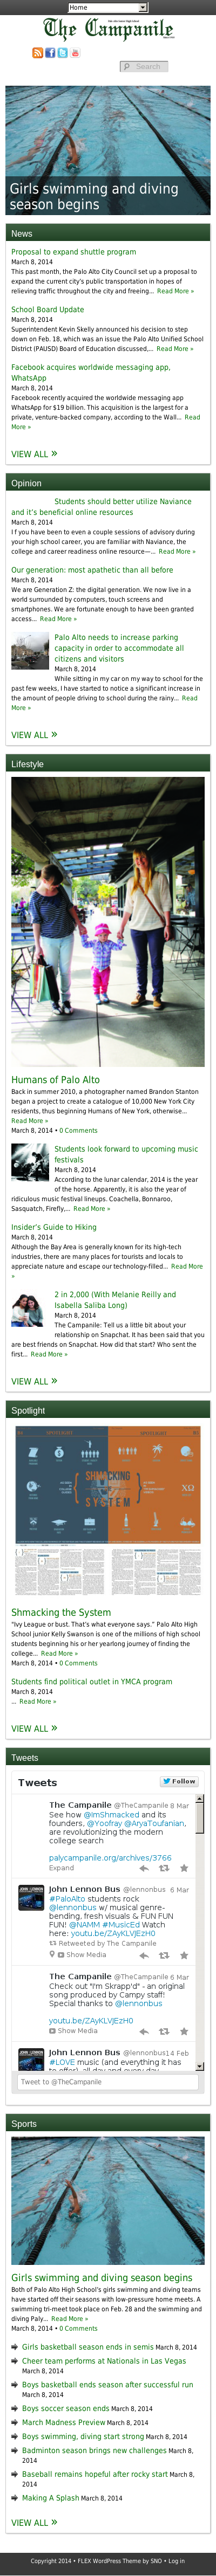 Home
Palo Alto Senior High School's
The Campanile
Search
Girls swimming and diving
season begins
News
Proposal to expand shuttle program
March 8, 2014
This past month, the Palo Alto City Council set up a proposal to
expand the current city's public transportation in hopes of
relieving traffic throughout the city and freeing... Read More »
School Board Update
March 8, 2014
Superintendent Kevin Skelly announced his decision to step
down on Feb. 18, which was an issue the Palo Alto Unified School
District (PAUSD) Board of Education discussed,... Read More »
Facebook acquires worldwide messaging app,
WhatsApp
March 8, 2014
Facebook recently acquired the worldwide messaging app
WhatsApp for $19 billion. This acquisition is the largest for a
private, venture-backed company, according to the Wall... Read
More »
VIEW ALL »
Opinion
Students should better utilize Naviance
and it's beneficial online resources
March 8, 2014
If you have been to even a couple sessions of advisory during
your high school career, you are familiar with Naviance, the
college and career readiness online resource—... Read More »
Our generation: most apathetic than all before
March 8, 2014
We are Generation Z: the digital generation. We now live in a
world surrounded by computers, touch screens and
smartphones. We are fortunate enough to have been granted
access... Read More »
Palo Alto needs to increase parking
capacity in order to accommodate all
citizens and visitors
March 8, 2014
While sitting in my car on my way to school for the
past few weeks, I have started to notice a significant increase in
the amount of people driving to school during the rainy... Read
More »
VIEW ALL »
Lifestyle
Humans of Palo Alto
Back in summer 2010, a photographer named Brandon Stanton
began a project to create a catalogue of 10,000 New York City
residents, thus beginning Humans of New York, otherwise...
Read More »
March 8, 2014 • 0 Comments
Students look forward to upcoming music
festivals
March 8, 2014
According to the lunar calendar, 2014 is the year
of the horse. Apparently, it is also the year of
ridiculous music festival lineups. Coachella, Bonnaroo,
Sasquatch, Firefly,... Read More »
Insider's Guide to Hiking
March 8, 2014
Although the Bay Area is generally known for its high-tech
industries, there are many places for tourists and locals to
appreciate nature and explore our technology-filled... Read More
»
2 in 2,000 (With Melanie Reilly and
Isabella Saliba Long)
March 8, 2014
The Campanile: Tell us a little bit about your
relationship on Snapchat. It has been said that you
are best friends on Snapchat. How did that start? Who was the
first... Read More »
VIEW ALL »
Spotlight
SHMACKING
THE
SYSTEM
Shmacking the System
"Ivy League or bust. That's what everyone says." Palo Alto High
School junior Kelly Swanson is one of the millions of high school
students beginning his or her yearlong journey of finding the
college... Read More »
March 8, 2014 • 0 Comments
Students find political outlet in YMCA program
March 8, 2014
... Read More »
VIEW ALL »
Tweets
Tweets
Follow
The Campanile @TheCampanile 8 Mar
See how @ImShmacked and its
founders, @Yoofray @AryaToufanian,
are revolutionizing the modern
college search
palycampanile.org/archives/3766
Expand
John Lennon Bus @lennonbus 6 Mar
#PaloAlto students rock
@lennonbus w/ musical genre-
bending, fresh visuals & FUN FUN
FUN! @NAMM #MusicEd Watch
here: youtu.be/ZAyKLVJEzH0
Retweeted by The Campanile
Show Media
The Campanile @TheCampanile 6 Mar
Check out "I'm Skrapp'd" - an original
song produced by Campy staff!
Special thanks to @lennonbus
youtu.be/ZAyKLVJEzH0
Show Media
John Lennon Bus @lennonbus 14 Feb
#LOVE music (and everything it has
to offer) all day and every day
Tweet to @TheCampanile
Sports
Girls swimming and diving season begins
Both of Palo Alto High School's girls swimming and diving teams
have started off their seasons with low-pressure home meets. A
swimming tri-meet took place on Feb. 28 and the swimming and
diving Paly... Read More »
March 8, 2014 • 0 Comments
Girls basketball season ends in semis March 8, 2014
Cheer team performs at Nationals in Las Vegas
March 8, 2014
Boys basketball ends season after successful run
March 8, 2014
Boys soccer season ends March 8, 2014
March Madness Preview March 8, 2014
Boys swimming, diving start strong March 8, 2014
Badminton season brings new challenges March 8,
2014
Baseball remains hopeful after rocky start March 8,
2014
Making A Splash March 8, 2014
VIEW ALL »
Copyright 2014 • FLEX WordPress Theme by SNO • Log in